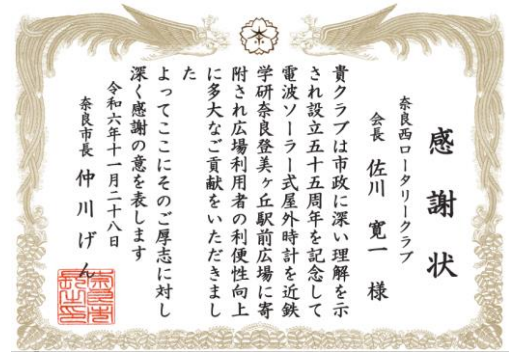 感謝状
奈良西ロータリークラブ
会長 佐川 寛一 様
貴クラブは市政に深い理解を示
され設立五十五周年を記念して
電波ソーラー式屋外時計を近鉄
学研奈良登美ヶ丘駅前広場に寄
附され広場利用者の利便性向上
に多大なご貢献をいただきまし
た
よってここにそのご厚志に対し
深く感謝の意を表します
令和六年十一月二十八日
奈良市長 仲川げん